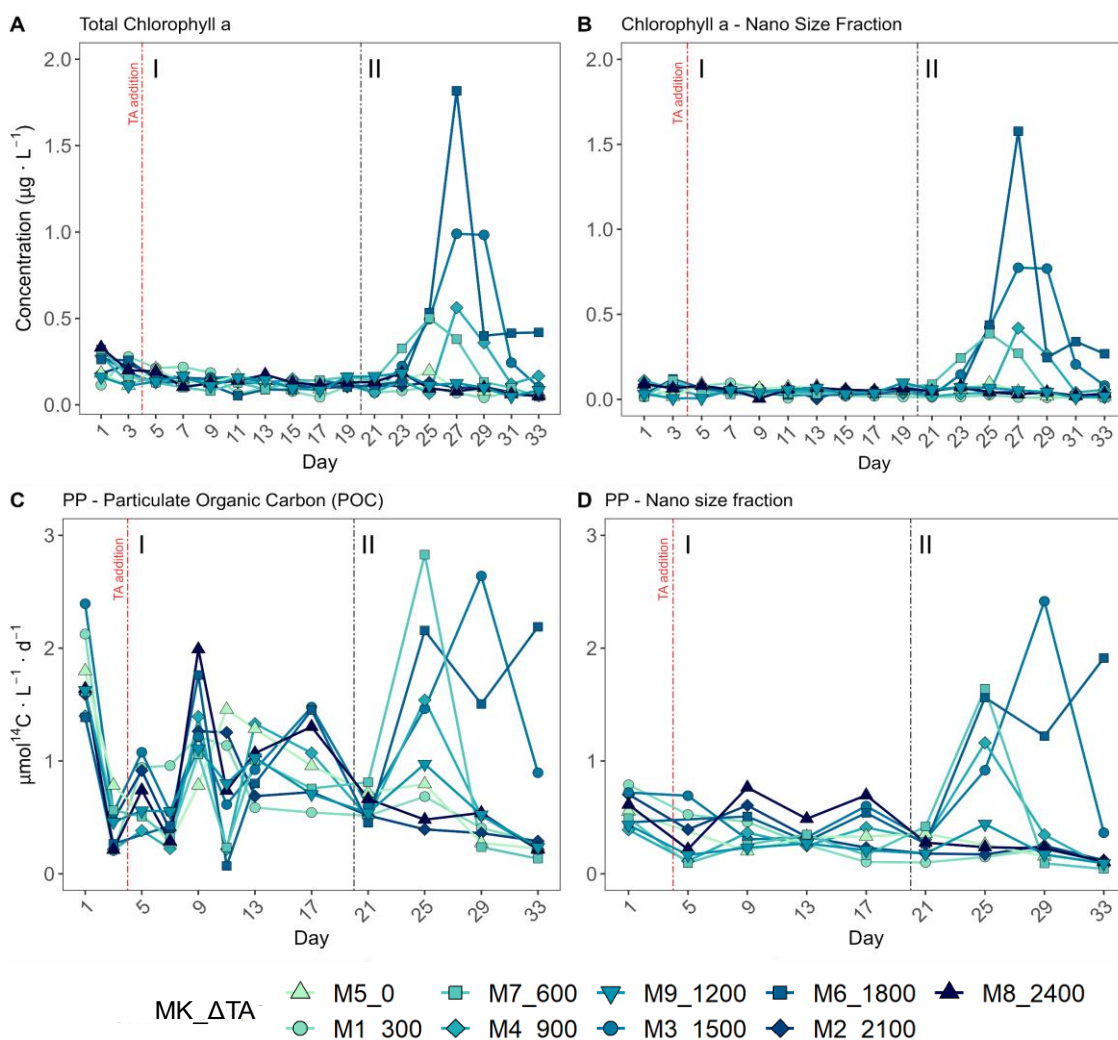 A Total Chlorophyll a
Concentration (µg · L⁻¹)
2.0
1.5
1.0
0.5
0.0
TA addition
I
II
1 3 5 7 9 11 13 15 17 19 21 23 25 27 29 31 33
Day
B Chlorophyll a - Nano Size Fraction
2.0
1.5
1.0
0.5
0.0
TA addition
I
II
1 3 5 7 9 11 13 15 17 19 21 23 25 27 29 31 33
Day
C PP - Particulate Organic Carbon (POC)
µmol¹⁴C · L⁻¹ · d⁻¹
3
2
1
0
TA addition
I
II
1 5 9 13 17 21 25 29 33
Day
D PP - Nano size fraction
3
2
1
0
TA addition
I
II
1 5 9 13 17 21 25 29 33
Day
MK_ΔTA
M5_0 M7_600 M9_1200 M6_1800 M8_2400
M1_300 M4_900 M3_1500 M2_2100